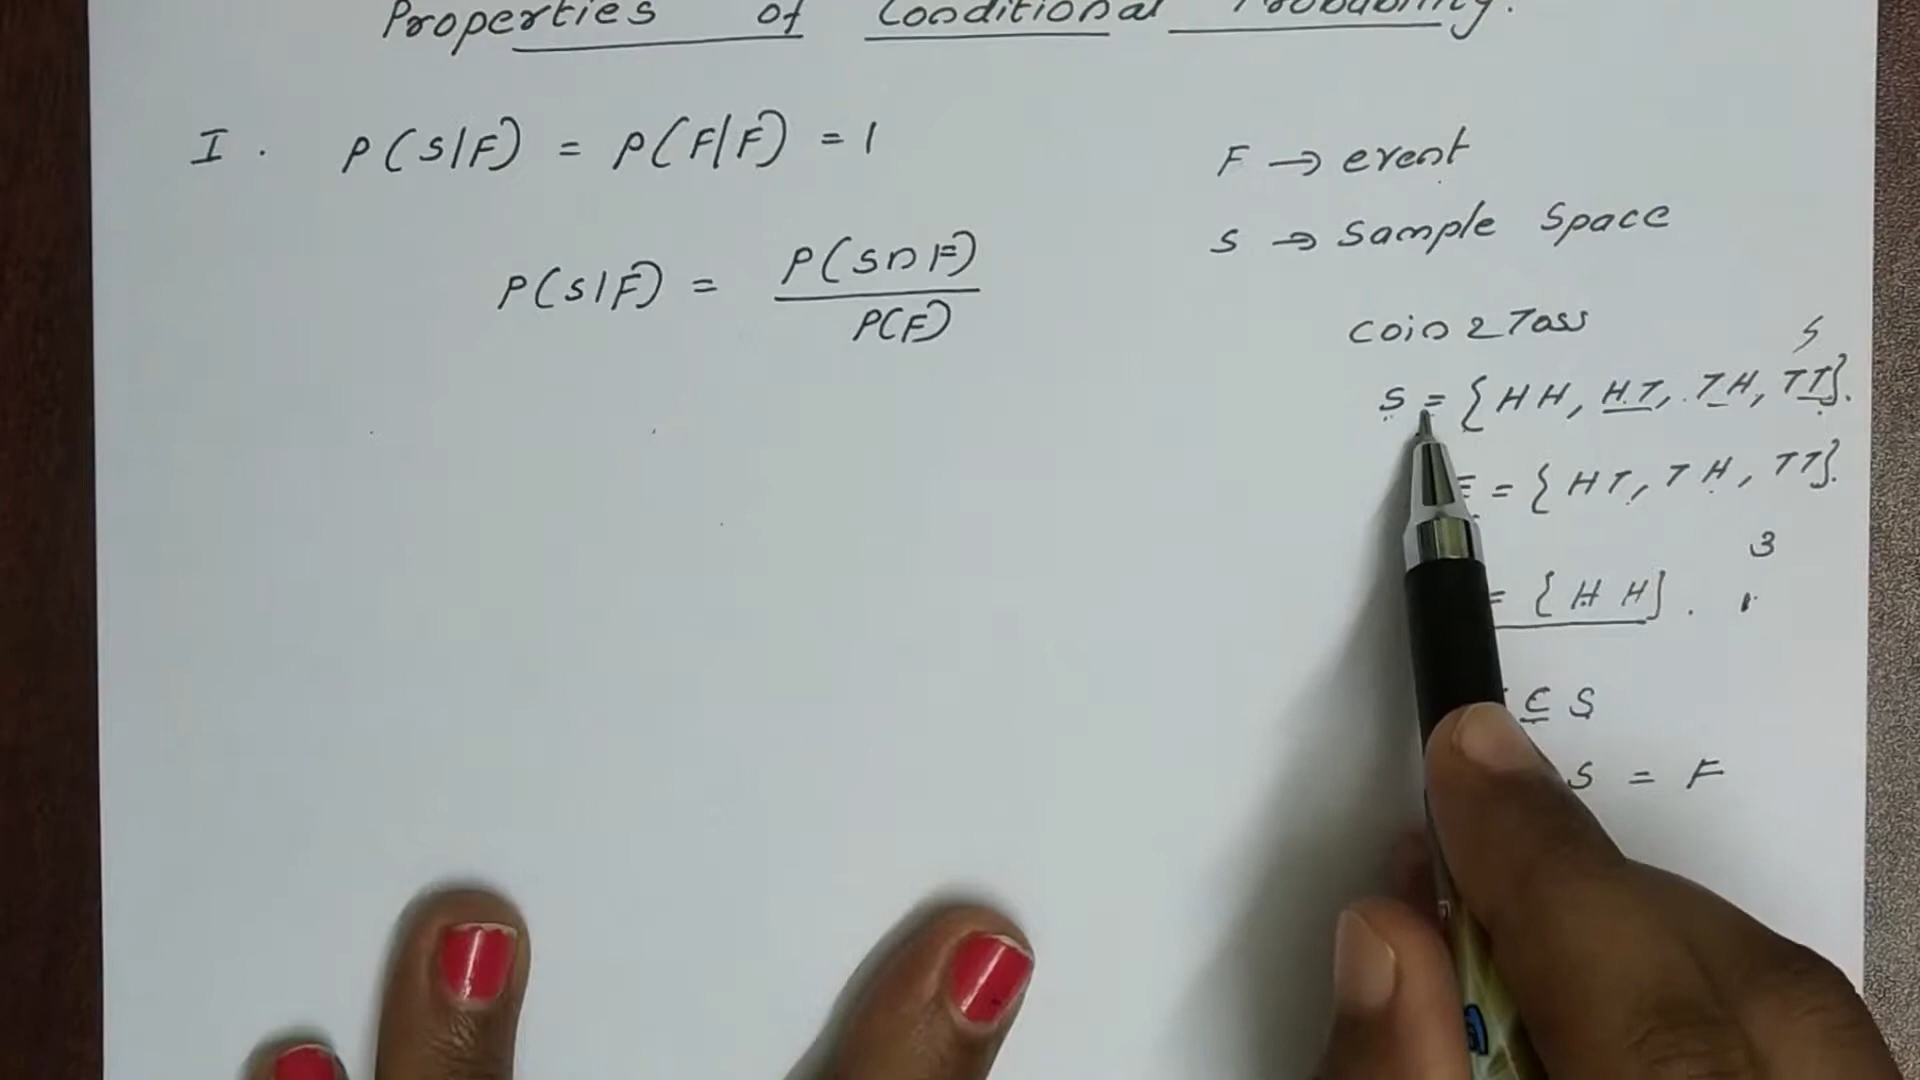 Properties of Conditional Probability.
I. P(S/F) = P(F/F) = 1
P(S/F) = P(S∩F)
P(F)
F → event
S → Sample Space
Coin 2 Toss
S
S = {HH, HT, TH, TT}.
= {HT, TH, TT}.
3
= {HH}.
⊆ S
S = F